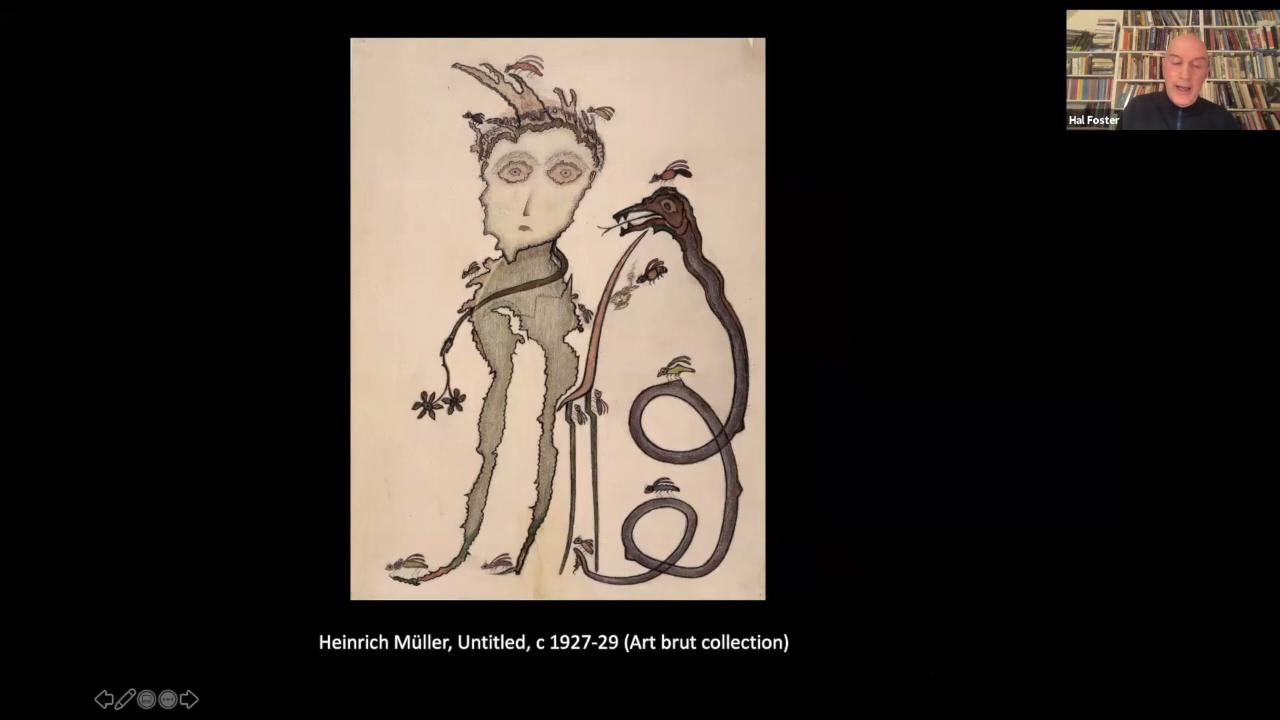 Hal Foster
Heinrich Müller, Untitled, c 1927-29 (Art brut collection)